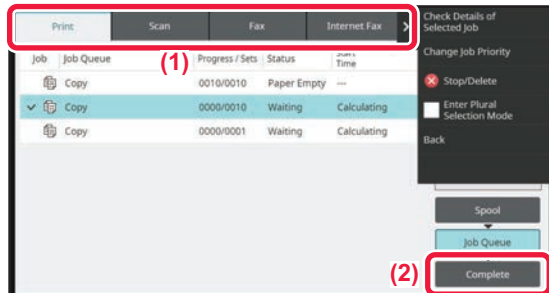 Print Scan Fax Internet Fax
(1)
Job Job Queue Progress / Sets Status Start
Time
Copy 0010/0010 Paper Empty ---
Copy 0000/0010 Waiting Calculating
Copy 0000/0001 Waiting Calculating
Check Details of
Selected Job
Change Job Priority
Stop/Delete
Enter Plural
Selection Mode
Back
Spool
Job Queue
(2)
Complete